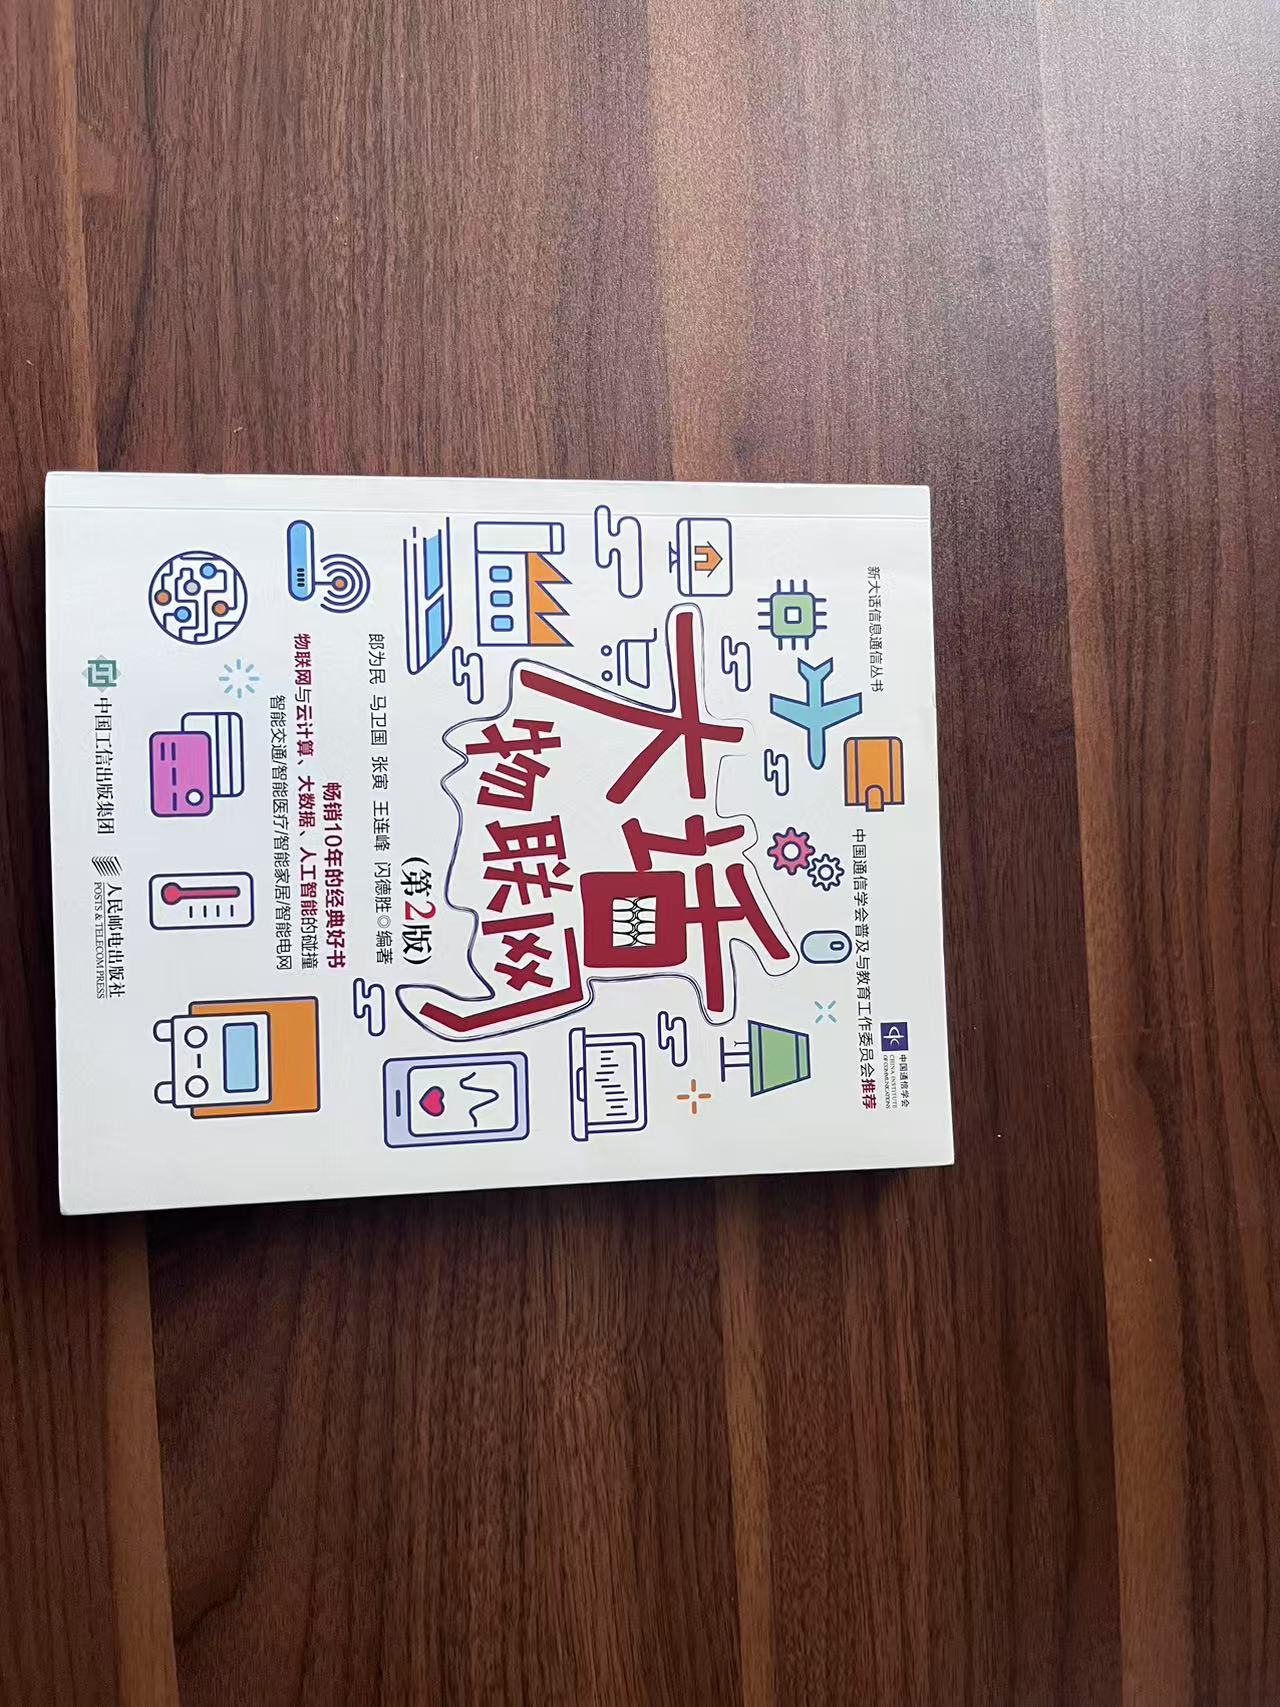 新大话信息通信丛书
中国通信学会
CHINA INSTITUTE
OF COMMUNICATIONS
中国通信学会普及与教育工作委员会推荐
大话
物联网
(第2版)
郎为民 马卫国 张寅 王连峰 闪德胜◎编著
畅销10年的经典好书
物联网与云计算、大数据、人工智能的碰撞
智能交通/智能医疗/智能家居/智能电网
中国工信出版集团
人民邮电出版社
POSTS & TELECOM PRESS